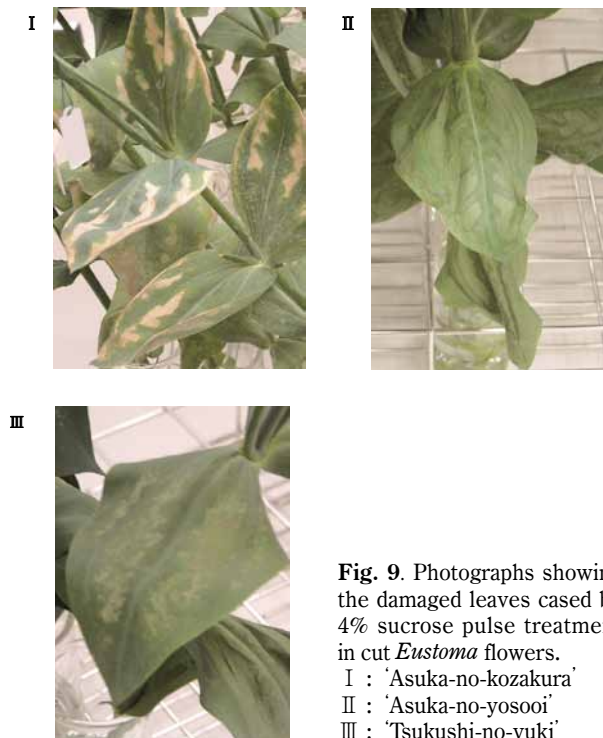 Ⅰ
Ⅱ
Ⅲ
Fig. 9. Photographs showin
the damaged leaves cased b
4% sucrose pulse treatmen
in cut Eustoma flowers.
Ⅰ : 'Asuka-no-kozakura'
Ⅱ : 'Asuka-no-yosooi'
Ⅲ : 'Tsukushi-no-yuki'